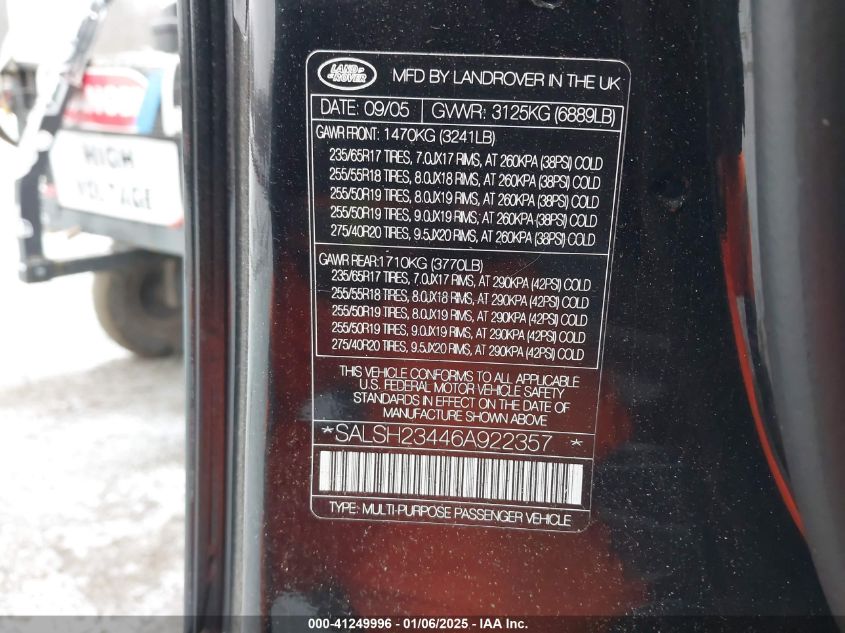 LAND
ROVER
MFD BY LANDROVER IN THE UK
DATE: 09/05 GVWR: 3125KG (6889LB)
GAWR FRONT: 1470KG (3241LB)
235/65R17 TIRES, 7.0JX17 RIMS, AT 260KPA (38PSI) COLD
255/55R18 TIRES, 8.0JX18 RIMS, AT 260KPA (38PSI) COLD
255/50R19 TIRES, 8.0JX19 RIMS, AT 260KPA (38PSI) COLD
255/50R19 TIRES, 9.0JX19 RIMS, AT 260KPA (38PSI) COLD
275/40R20 TIRES, 9.5JX20 RIMS, AT 260KPA (38PSI) COLD
GAWR REAR: 1710KG (3770LB)
235/65R17 TIRES, 7.0JX17 RIMS, AT 290KPA (42PSI) COLD
255/55R18 TIRES, 8.0JX18 RIMS, AT 290KPA (42PSI) COLD
255/50R19 TIRES, 8.0JX19 RIMS, AT 290KPA (42PSI) COLD
255/50R19 TIRES, 9.0JX19 RIMS, AT 290KPA (42PSI) COLD
275/40R20 TIRES, 9.5JX20 RIMS, AT 290KPA (42PSI) COLD
THIS VEHICLE CONFORMS TO ALL APPLICABLE
U.S. FEDERAL MOTOR VEHICLE SAFETY
STANDARDS IN EFFECT ON THE DATE OF
MANUFACTURE SHOWN ABOVE
*SALSH23446A922357 *
TYPE: MULTI-PURPOSE PASSENGER VEHICLE
HIGH
VOLTAGE
000-41249996 - 01/06/2025 - IAA Inc.